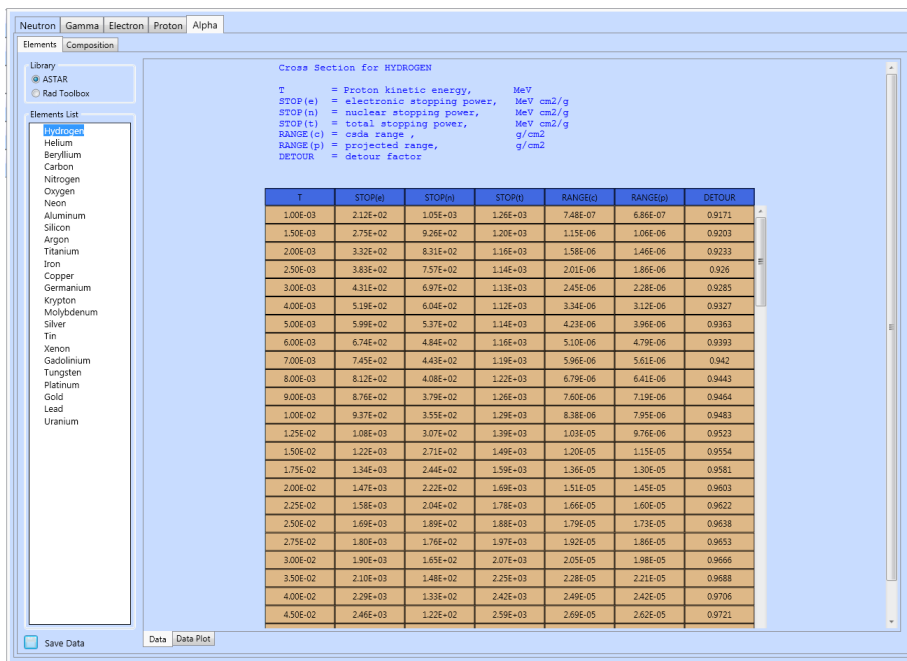 Neutron Gamma Electron Proton Alpha
Elements Composition
Library
ASTAR
Rad Toolbox
Elements List
Hydrogen
Helium
Beryllium
Carbon
Nitrogen
Oxygen
Neon
Aluminum
Silicon
Argon
Titanium
Iron
Copper
Germanium
Krypton
Molybdenum
Silver
Tin
Xenon
Gadolinium
Tungsten
Platinum
Gold
Lead
Uranium
Save Data
Cross Section for HYDROGEN
T = Proton kinetic energy, MeV
STOP(e) = electronic stopping power, MeV cm2/g
STOP(n) = nuclear stopping power, MeV cm2/g
STOP(t) = total stopping power, MeV cm2/g
RANGE(c) = csda range , g/cm2
RANGE(p) = projected range, g/cm2
DETOUR = detour factor
T STOP(e) STOP(n) STOP(t) RANGE(c) RANGE(p) DETOUR
1.00E-03 2.12E+02 1.05E+03 1.26E+03 7.48E-07 6.86E-07 0.9171
1.50E-03 2.75E+02 9.26E+02 1.20E+03 1.15E-06 1.06E-06 0.9203
2.00E-03 3.32E+02 8.31E+02 1.16E+03 1.58E-06 1.46E-06 0.9233
2.50E-03 3.83E+02 7.57E+02 1.14E+03 2.01E-06 1.86E-06 0.926
3.00E-03 4.31E+02 6.97E+02 1.13E+03 2.45E-06 2.28E-06 0.9285
4.00E-03 5.19E+02 6.04E+02 1.12E+03 3.34E-06 3.12E-06 0.9327
5.00E-03 5.99E+02 5.37E+02 1.14E+03 4.23E-06 3.96E-06 0.9363
6.00E-03 6.74E+02 4.84E+02 1.16E+03 5.10E-06 4.79E-06 0.9393
7.00E-03 7.45E+02 4.43E+02 1.19E+03 5.96E-06 5.61E-06 0.942
8.00E-03 8.12E+02 4.08E+02 1.22E+03 6.79E-06 6.41E-06 0.9443
9.00E-03 8.76E+02 3.79E+02 1.26E+03 7.60E-06 7.19E-06 0.9464
1.00E-02 9.37E+02 3.55E+02 1.29E+03 8.38E-06 7.95E-06 0.9483
1.25E-02 1.08E+03 3.07E+02 1.39E+03 1.03E-05 9.76E-06 0.9523
1.50E-02 1.22E+03 2.71E+02 1.49E+03 1.20E-05 1.15E-05 0.9554
1.75E-02 1.34E+03 2.44E+02 1.59E+03 1.36E-05 1.30E-05 0.9581
2.00E-02 1.47E+03 2.22E+02 1.69E+03 1.51E-05 1.45E-05 0.9603
2.25E-02 1.58E+03 2.04E+02 1.78E+03 1.66E-05 1.60E-05 0.9622
2.50E-02 1.69E+03 1.89E+02 1.88E+03 1.79E-05 1.73E-05 0.9638
2.75E-02 1.80E+03 1.76E+02 1.97E+03 1.92E-05 1.86E-05 0.9653
3.00E-02 1.90E+03 1.65E+02 2.07E+03 2.05E-05 1.98E-05 0.9666
3.50E-02 2.10E+03 1.48E+02 2.25E+03 2.28E-05 2.21E-05 0.9688
4.00E-02 2.29E+03 1.33E+02 2.42E+03 2.49E-05 2.42E-05 0.9706
4.50E-02 2.46E+03 1.22E+02 2.59E+03 2.69E-05 2.62E-05 0.9721
Data Data Plot